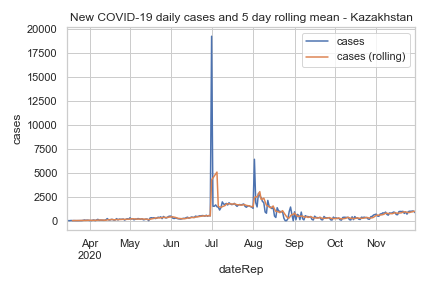 New COVID-19 daily cases and 5 day rolling mean - Kazakhstan
cases
cases (rolling)
20000
17500
15000
12500
10000
7500
5000
2500
0
cases
Apr May Jun Jul Aug Sep Oct Nov
2020
dateRep